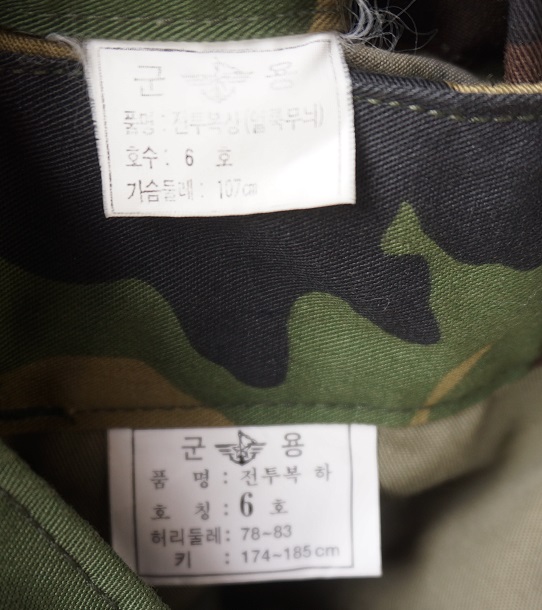 군 용
품명 : 전투복상(얼룩무늬)
호수 : 6 호
가슴둘레 : 107cm
군 용
품 명 : 전투복 하
호 칭 : 6 호
허리둘레 : 78~83
키 : 174~185cm